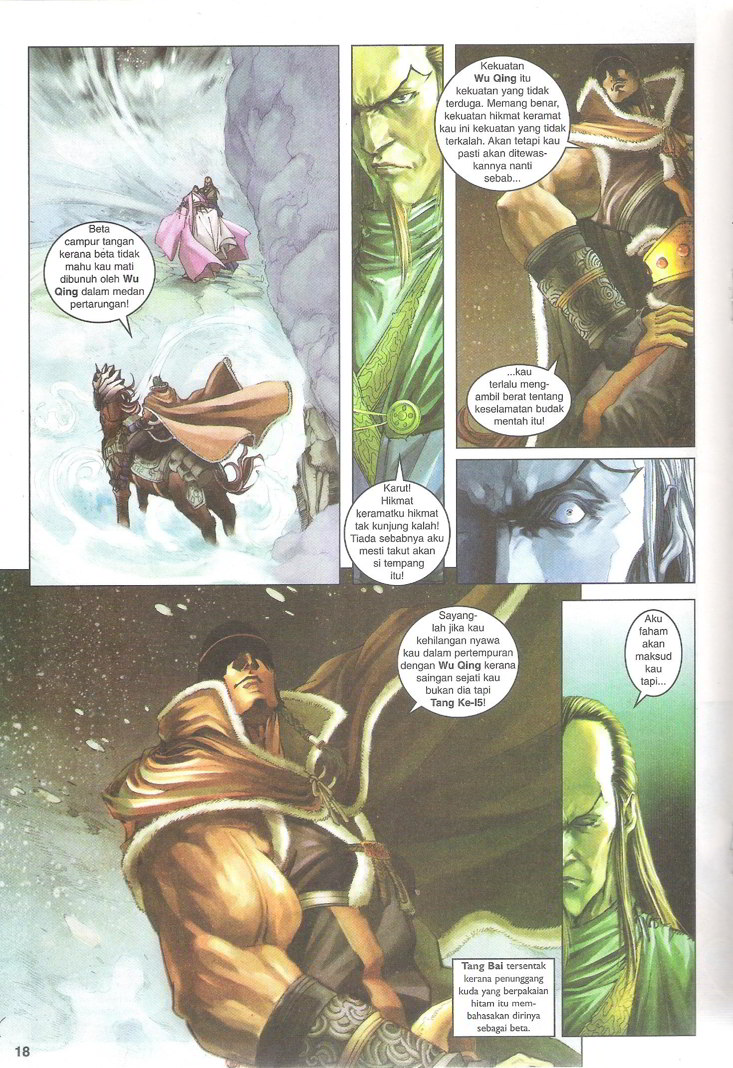 Beta
campur tangan
kerana beta tidak
mahu kau mati
dibunuh oleh Wu
Qing dalam medan
pertarungan!
Karut!
Hikmat
keramatku hikmat
tak kunjung kalah!
Tiada sebabnya aku
mesti takut akan
si tempang
itu!
Kekuatan
Wu Qing itu
kekuatan yang tidak
terduga. Memang benar,
kekuatan hikmat keramat
kau ini kekuatan yang tidak
terkalah. Akan tetapi kau
pasti akan ditewas-
kannya nanti
sebab...
...kau
terlalu meng-
ambil berat tentang
keselamatan budak
mentah itu!
Sayang-
lah jika kau
kehilangan nyawa
kau dalam pertempuran
dengan Wu Qing kerana
saingan sejati kau
bukan dia tapi
Tang Ke-I5!
Aku
faham
akan
maksud
kau
tapi...
Tang Bai tersentak
kerana penunggang
kuda yang berpakaian
hitam itu mem-
bahasakan dirinya
sebagai beta.
18